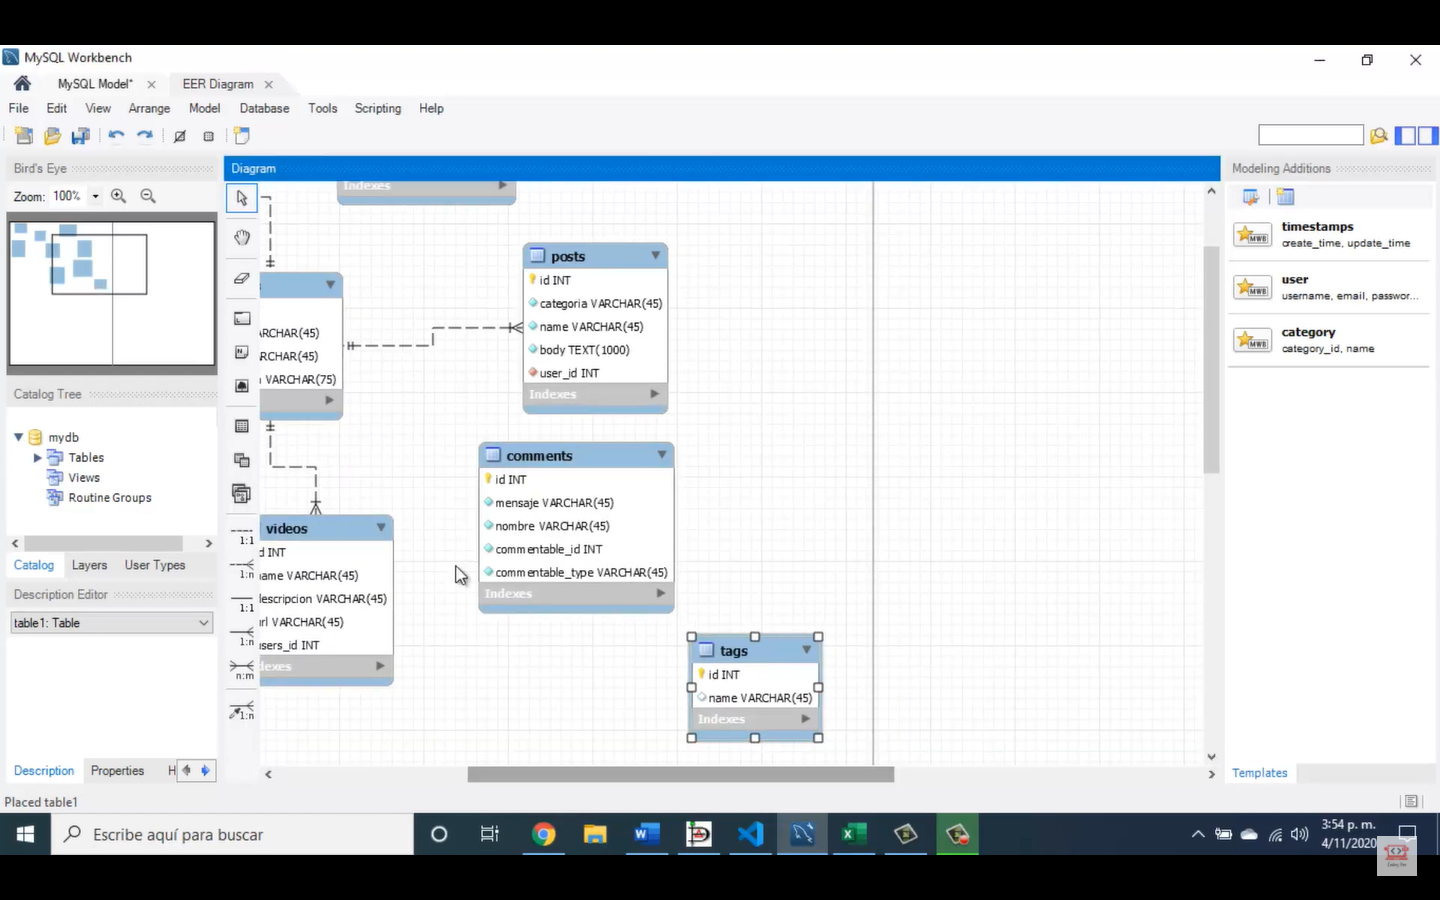 MySQL Workbench
MySQL Model*
EER Diagram
File Edit View Arrange Model Database Tools Scripting Help
Bird's Eye
Zoom: 100%
Catalog Tree
mydb
Tables
Views
Routine Groups
Catalog Layers User Types
Description Editor
table1: Table
Description Properties H
Placed table1
Diagram
1:1
1:n
1:1
1:n
n:m
1:n
Indexes
s
ARCHAR(45)
ARCHAR(45)
n VARCHAR(75)
posts
id INT
categoria VARCHAR(45)
name VARCHAR(45)
body TEXT(1000)
user_id INT
Indexes
comments
id INT
mensaje VARCHAR(45)
nombre VARCHAR(45)
commentable_id INT
commentable_type VARCHAR(45)
Indexes
videos
d INT
ame VARCHAR(45)
descripcion VARCHAR(45)
url VARCHAR(45)
users_id INT
dexes
tags
id INT
name VARCHAR(45)
Indexes
Modeling Additions
timestamps
create_time, update_time
user
username, email, passwor...
category
category_id, name
Templates
Escribe aquí para buscar
3:54 p. m.
4/11/2020